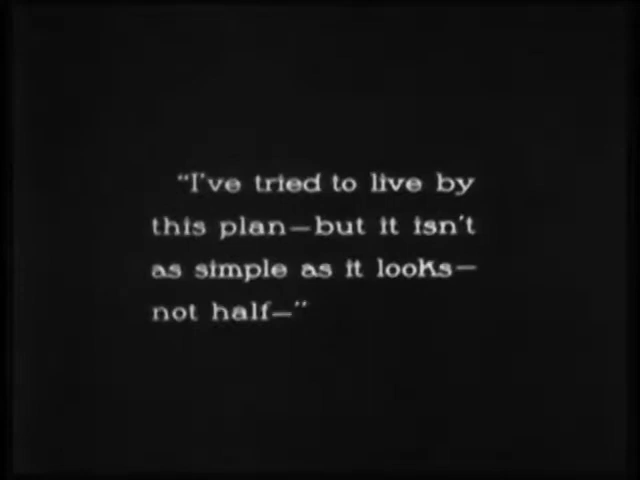 “I've tried to live by
this plan—but it isn't
as simple as it looks—
not half—”